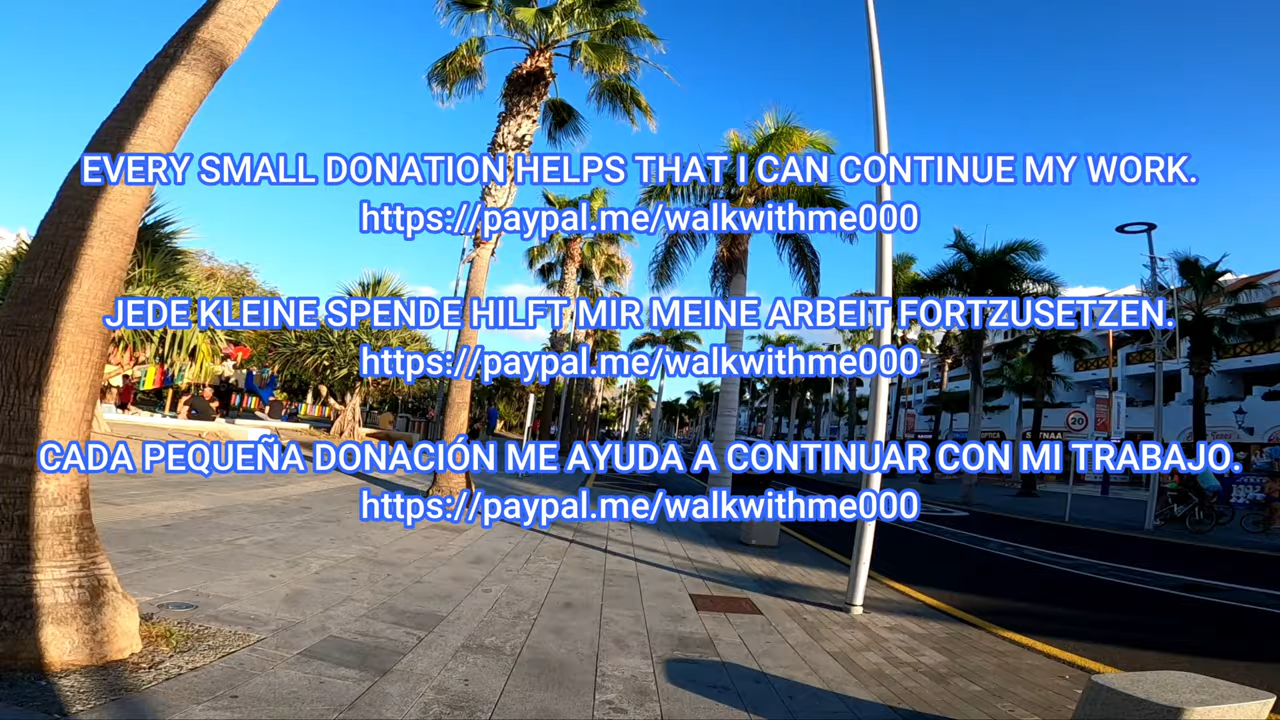 EVERY SMALL DONATION HELPS THAT I CAN CONTINUE MY WORK.
https://paypal.me/walkwithme000
JEDE KLEINE SPENDE HILFT MIR MEINE ARBEIT FORTZUSETZEN.
https://paypal.me/walkwithme000
CADA PEQUEÑA DONACIÓN ME AYUDA A CONTINUAR CON MI TRABAJO.
https://paypal.me/walkwithme000
20